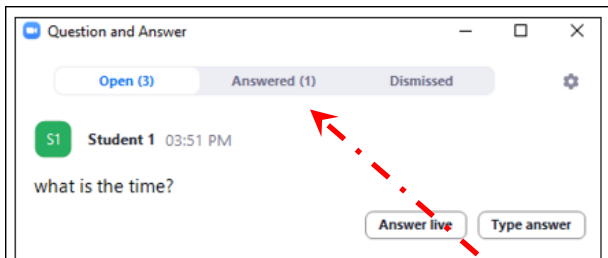 Question and Answer
Open (3) Answered (1) Dismissed
S1 Student 1 03:51 PM
what is the time?
Answer live Type answer